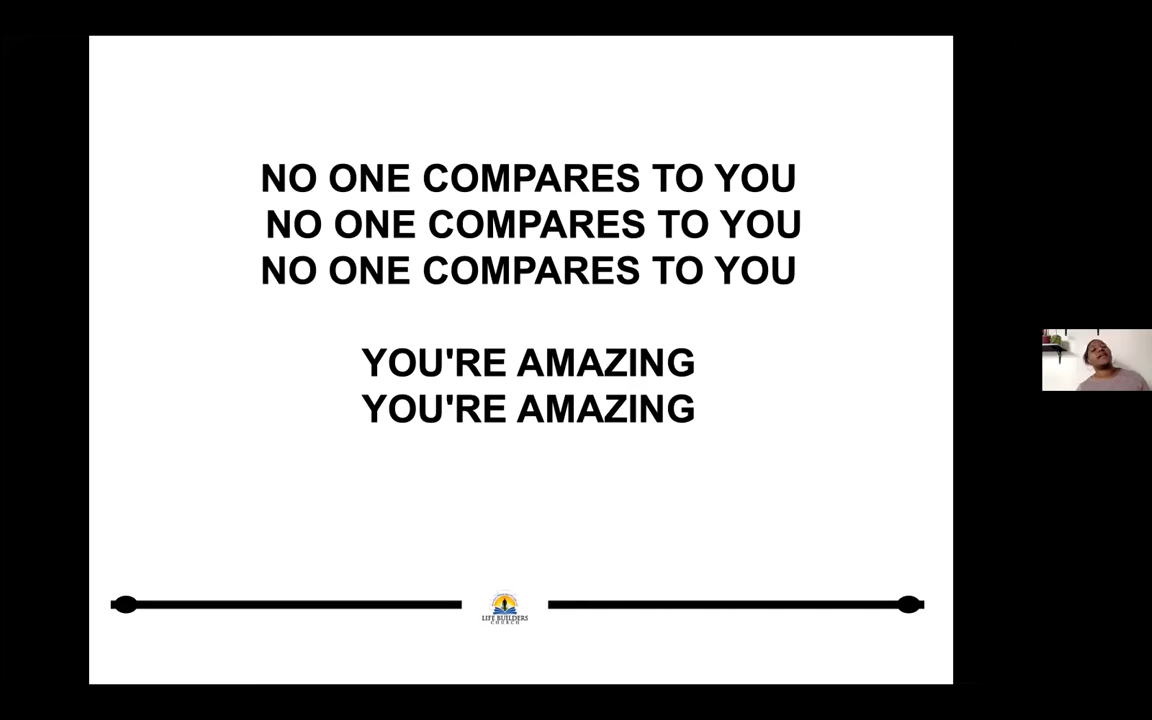 NO ONE COMPARES TO YOU
NO ONE COMPARES TO YOU
NO ONE COMPARES TO YOU
YOU'RE AMAZING
YOU'RE AMAZING
LIFE BUILDERS
CHURCH